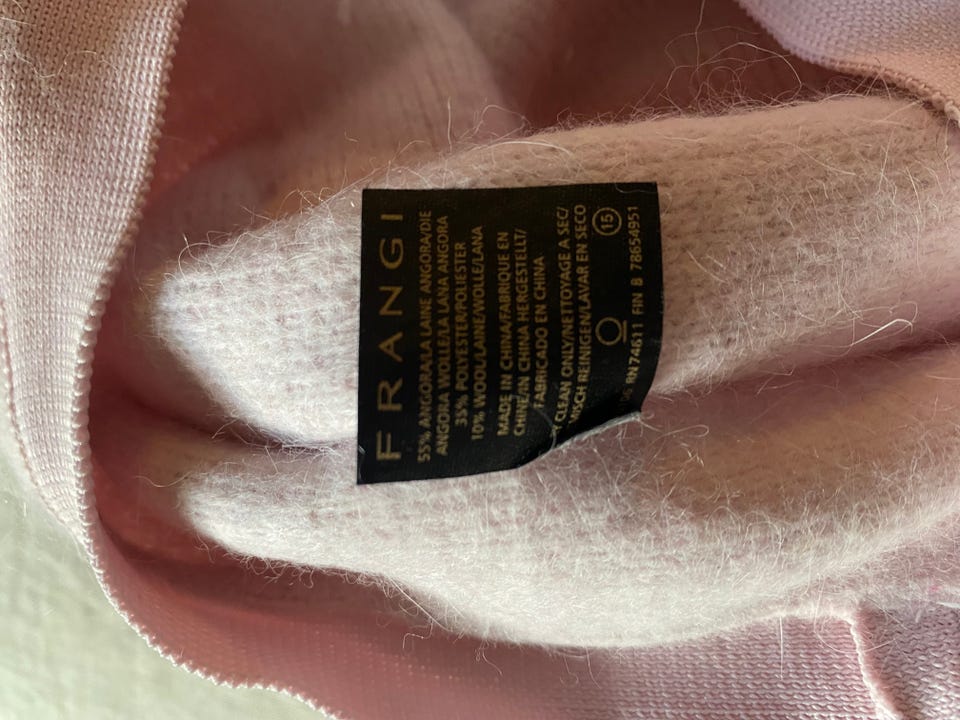 FRANGI
55% ANGORA/LA LAINE ANGORA/DIE
ANGORA WOLLE/LA LANA ANGORA
35% POLYESTER/POLIESTER
10% WOOL/LAINE/WOLLE/LANA
MADE IN CHINA/FABRIQUE EN
CHINE/EN CHINA HERGESTELLT/
FABRICADO EN CHINA
CLEAN ONLY/NETTOYAGE A SEC/
REINIGEN/LAVAR EN SECO
15
RN 74611 FIN B 78654951